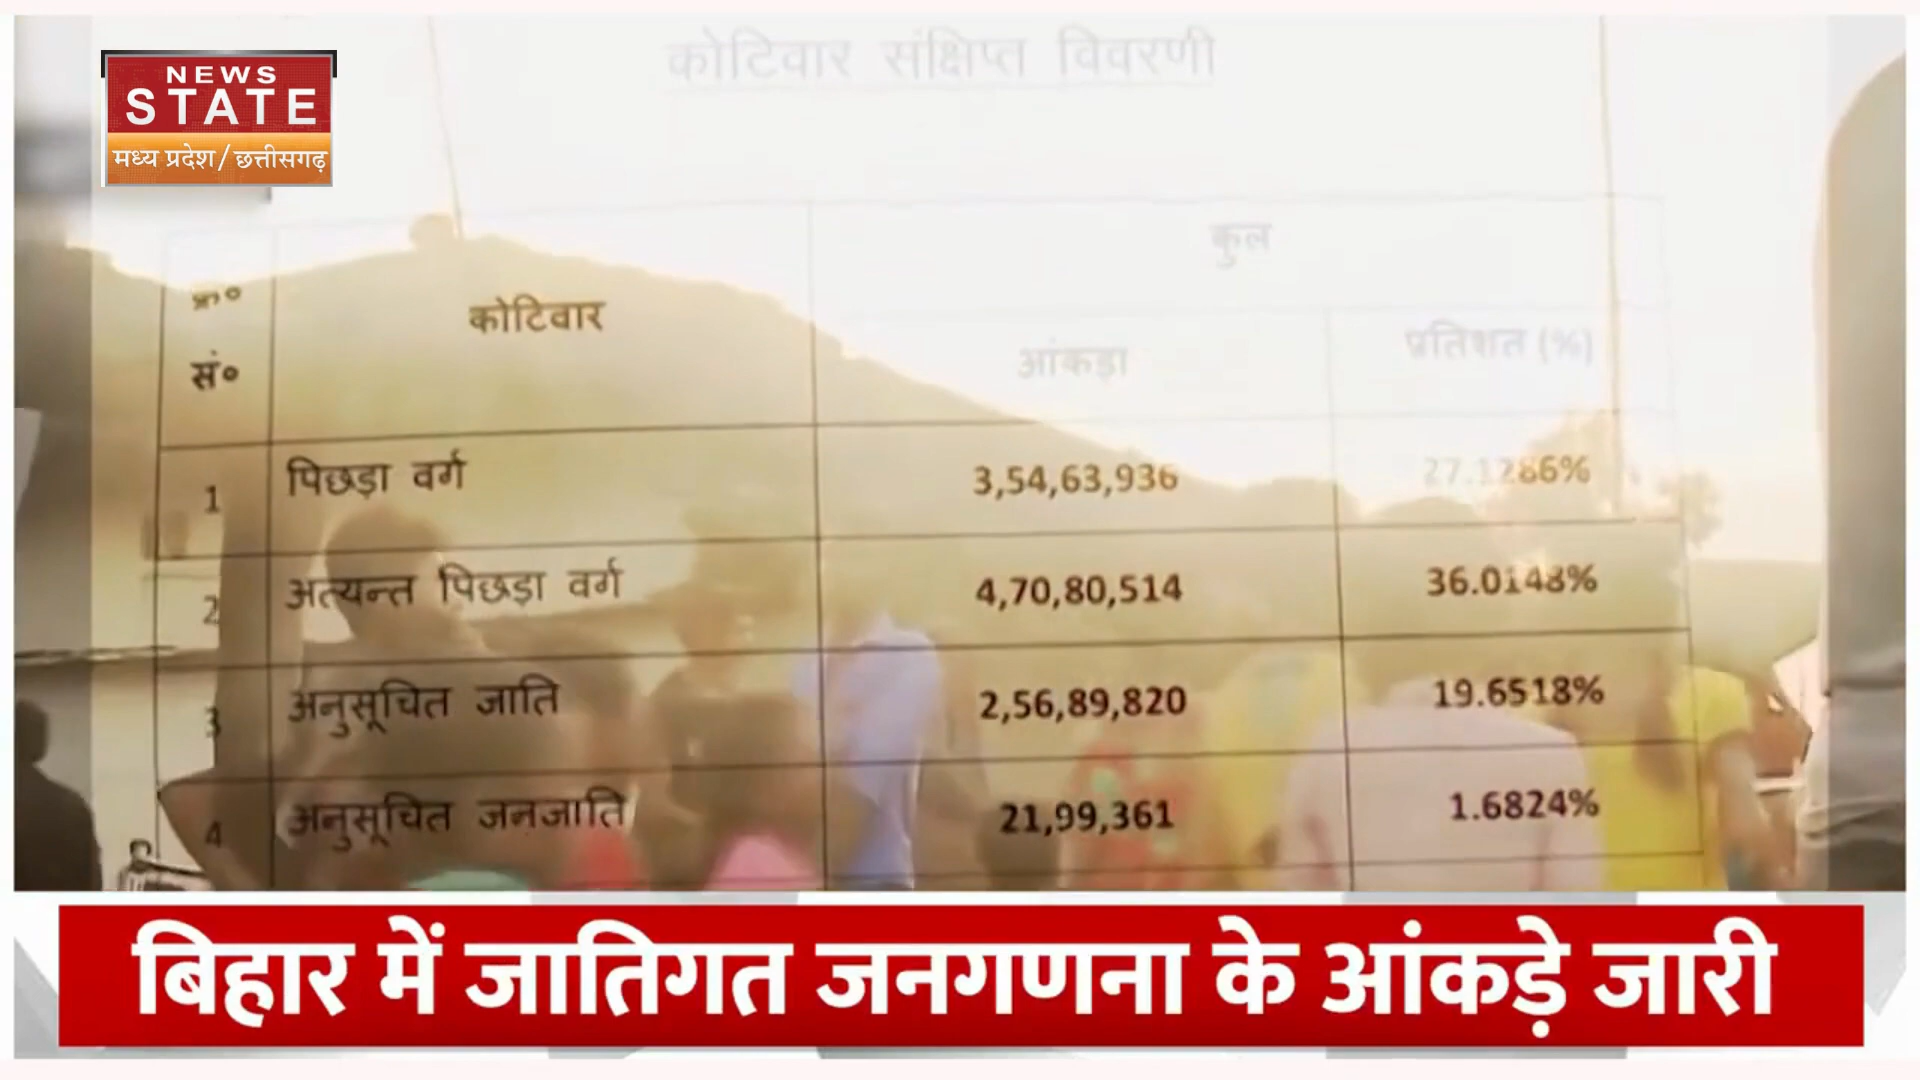 NEWS
STATE
मध्य प्रदेश/छत्तीसगढ़
कोटिवार संक्षिप्त विवरणी
क्र० सं०
कोटिवार
कुल
आंकड़ा
प्रतिशत (%)
1 पिछड़ा वर्ग 3,54,63,936 27.1286%
2 अत्यन्त पिछड़ा वर्ग 4,70,80,514 36.0148%
3 अनुसूचित जाति 2,56,89,820 19.6518%
4 अनुसूचित जनजाति 21,99,361 1.6824%
बिहार में जातिगत जनगणना के आंकड़े जारी